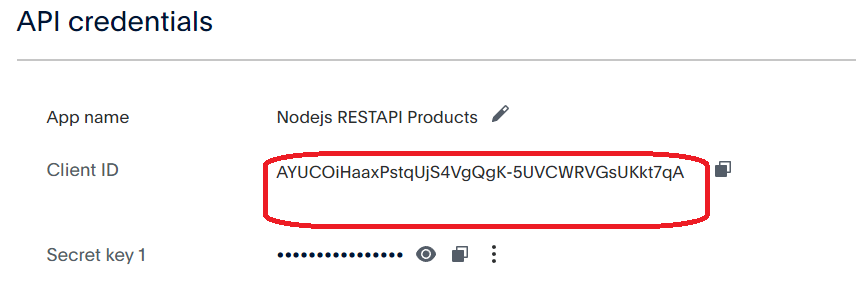 API credentials
App name Nodejs RESTAPI Products
Client ID AYUCOiHaaxPstqUjS4VgQgK-5UVCWRVGsUKkt7qA
Secret key 1 ••••••••••••••••